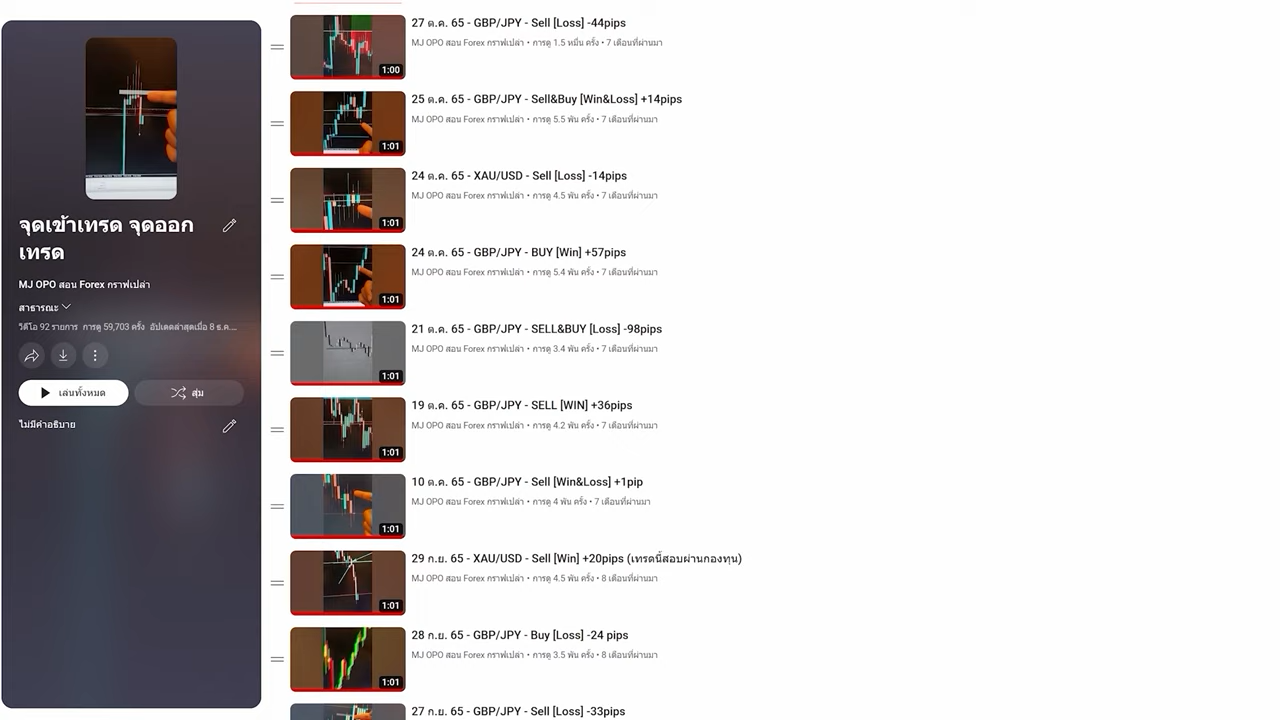 จุดเข้าเทรด จุดออก
เทรด
MJ OPO สอน Forex กราฟเปล่า
สาธารณะ
วิดีโอ 92 รายการ การดู 59,703 ครั้ง อัปเดตล่าสุดเมื่อ 8 ธ.ค....
เล่นทั้งหมด
สุ่ม
ไม่มีคำอธิบาย
27 ต.ค. 65 - GBP/JPY - Sell [Loss] -44pips
MJ OPO สอน Forex กราฟเปล่า • การดู 1.5 หมื่น ครั้ง • 7 เดือนที่ผ่านมา
1:00
25 ต.ค. 65 - GBP/JPY - Sell&Buy [Win&Loss] +14pips
MJ OPO สอน Forex กราฟเปล่า • การดู 5.5 พัน ครั้ง • 7 เดือนที่ผ่านมา
1:01
24 ต.ค. 65 - XAU/USD - Sell [Loss] -14pips
MJ OPO สอน Forex กราฟเปล่า • การดู 4.5 พัน ครั้ง • 7 เดือนที่ผ่านมา
1:01
24 ต.ค. 65 - GBP/JPY - BUY [Win] +57pips
MJ OPO สอน Forex กราฟเปล่า • การดู 5.4 พัน ครั้ง • 7 เดือนที่ผ่านมา
1:01
21 ต.ค. 65 - GBP/JPY - SELL&BUY [Loss] -98pips
MJ OPO สอน Forex กราฟเปล่า • การดู 3.4 พัน ครั้ง • 7 เดือนที่ผ่านมา
1:01
19 ต.ค. 65 - GBP/JPY - SELL [WIN] +36pips
MJ OPO สอน Forex กราฟเปล่า • การดู 4.2 พัน ครั้ง • 7 เดือนที่ผ่านมา
1:01
10 ต.ค. 65 - GBP/JPY - Sell [Win&Loss] +1pip
MJ OPO สอน Forex กราฟเปล่า • การดู 4 พัน ครั้ง • 7 เดือนที่ผ่านมา
1:01
29 ก.ย. 65 - XAU/USD - Sell [Win] +20pips (เทรดนี้สอบผ่านกองทุน)
MJ OPO สอน Forex กราฟเปล่า • การดู 4.5 พัน ครั้ง • 8 เดือนที่ผ่านมา
1:01
28 ก.ย. 65 - GBP/JPY - Buy [Loss] -24 pips
MJ OPO สอน Forex กราฟเปล่า • การดู 3.5 พัน ครั้ง • 8 เดือนที่ผ่านมา
1:01
27 ก.ย. 65 - GBP/JPY - Sell [Loss] -33pips